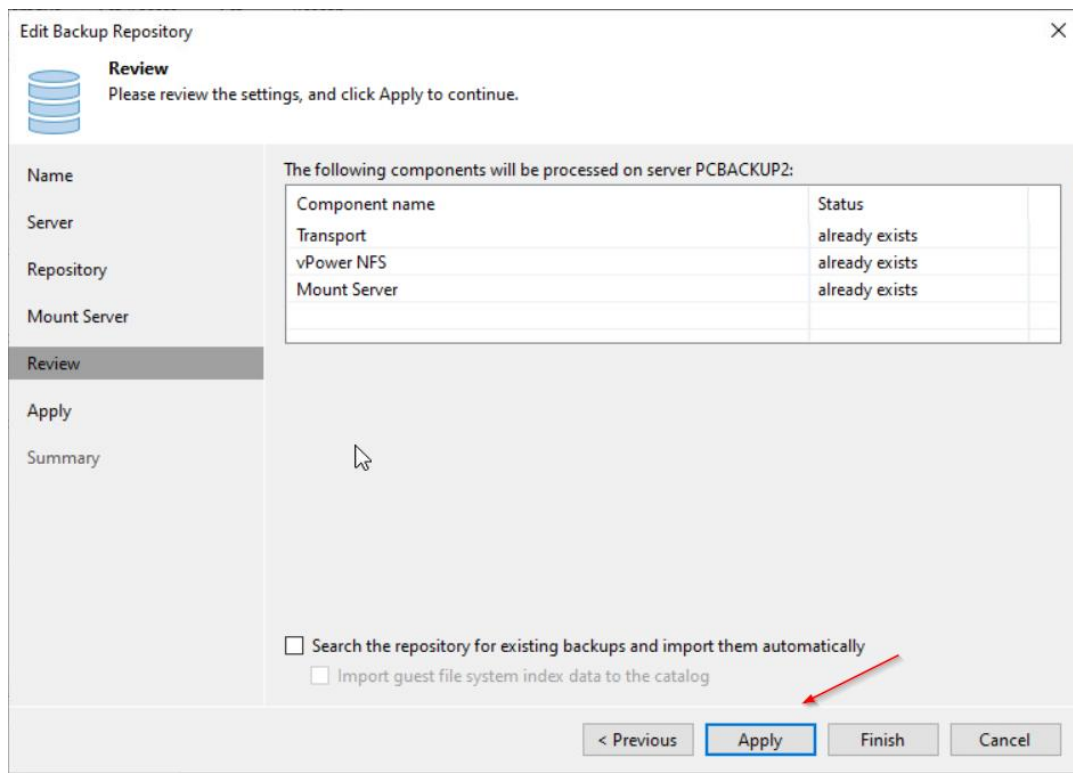 Edit Backup Repository
Review
Please review the settings, and click Apply to continue.
Name
Server
Repository
Mount Server
Review
Apply
Summary
The following components will be processed on server PCBACKUP2:
Component name Status
Transport already exists
vPower NFS already exists
Mount Server already exists
Search the repository for existing backups and import them automatically
Import guest file system index data to the catalog
< Previous Apply Finish Cancel